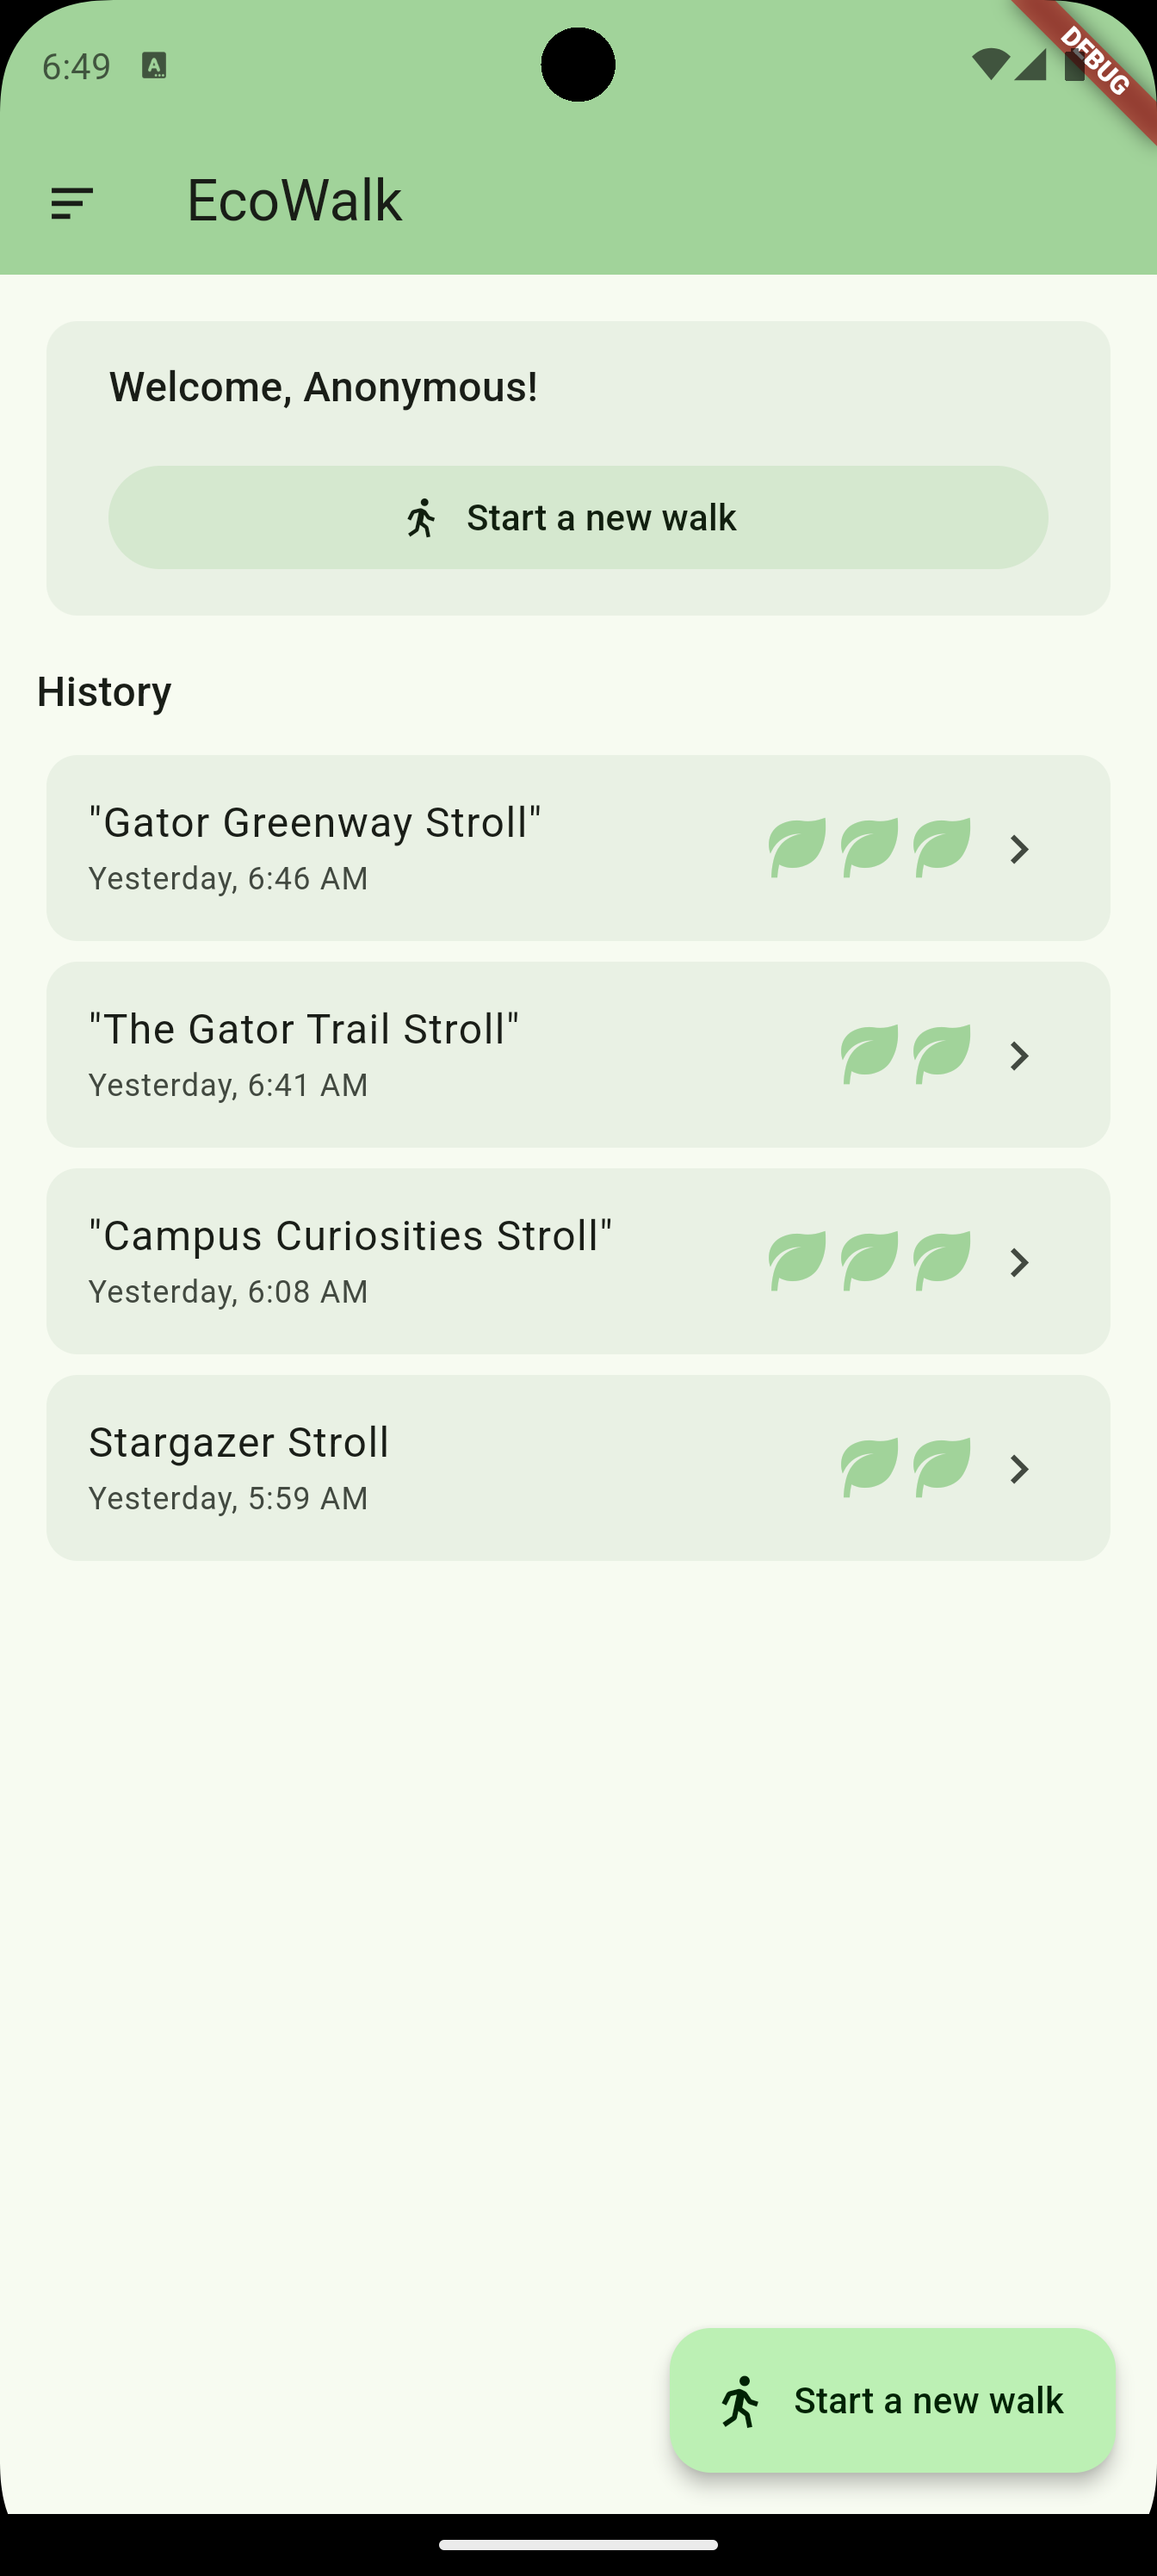 6:49
A
DEBUG
EcoWalk
Welcome, Anonymous!
Start a new walk
History
"Gator Greenway Stroll"
Yesterday, 6:46 AM
"The Gator Trail Stroll"
Yesterday, 6:41 AM
"Campus Curiosities Stroll"
Yesterday, 6:08 AM
Stargazer Stroll
Yesterday, 5:59 AM
Start a new walk